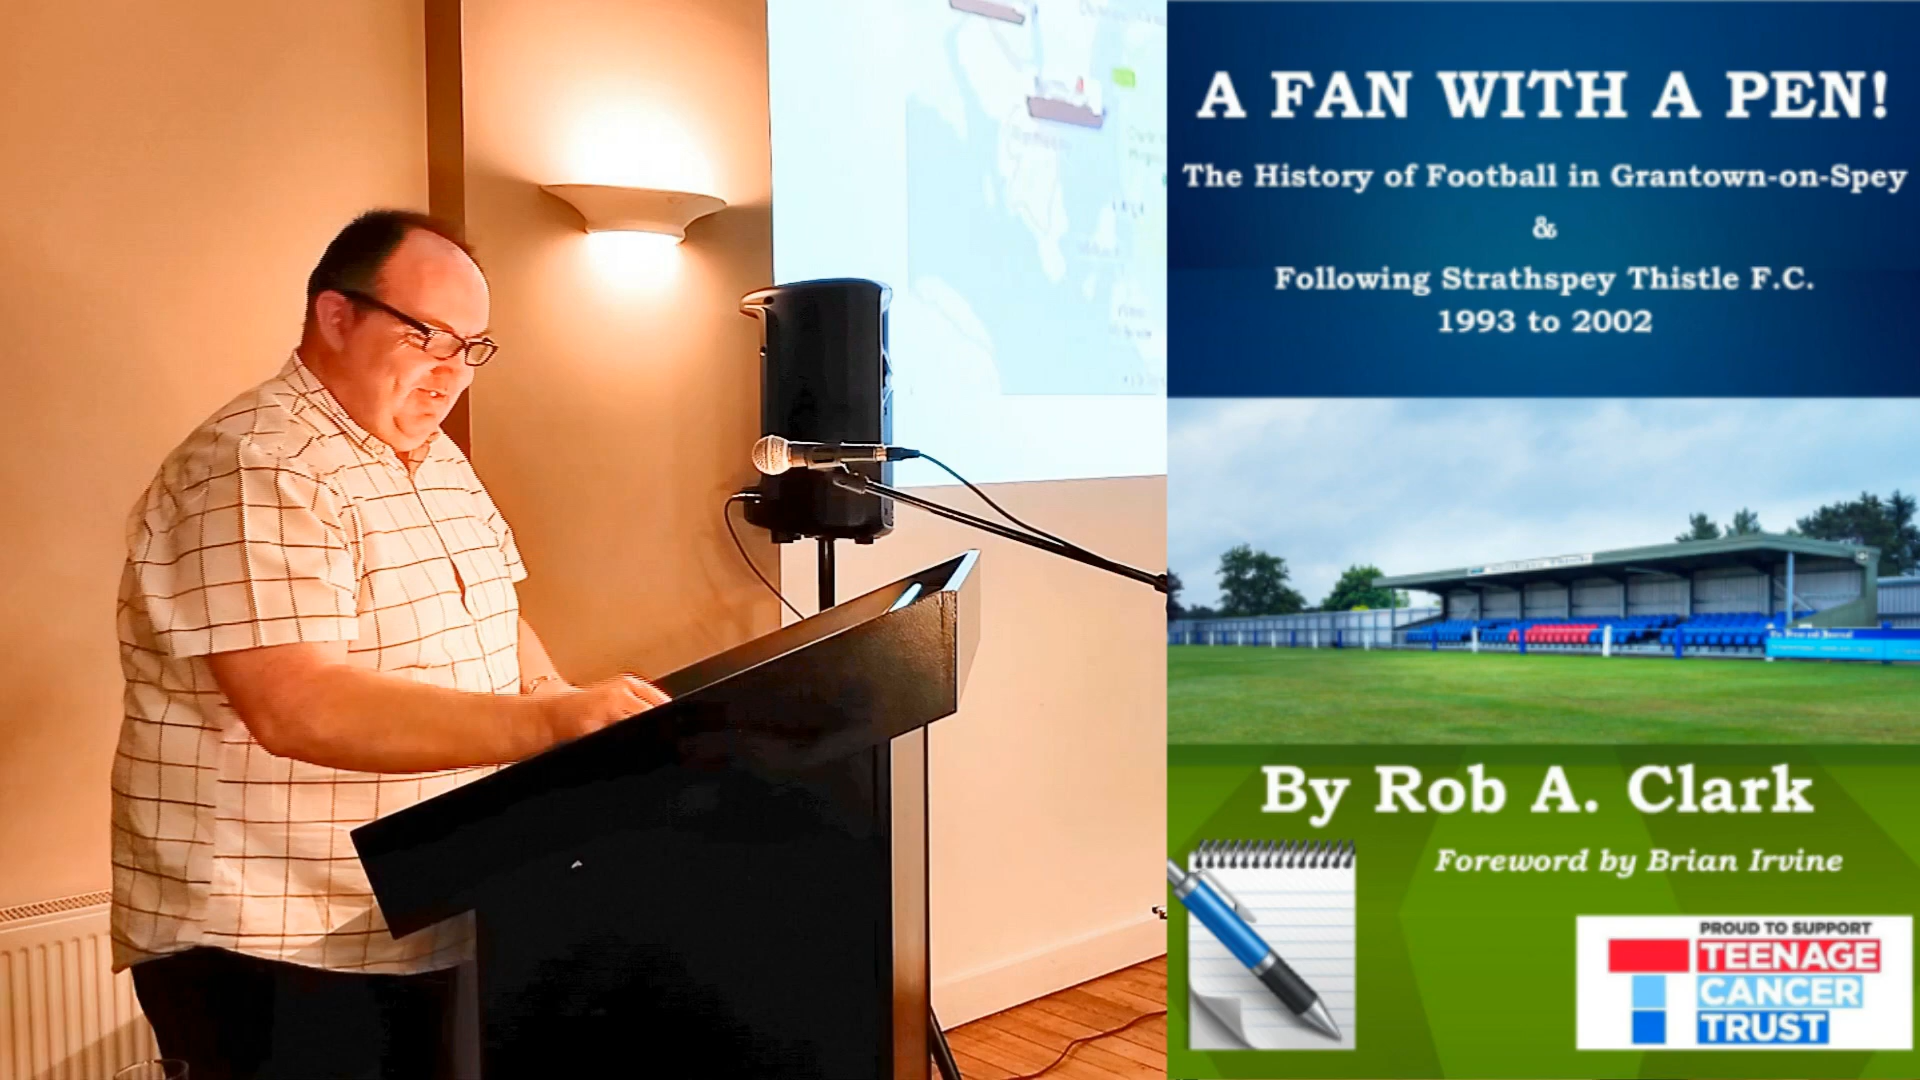 A FAN WITH A PEN!
The History of Football in Grantown-on-Spey
&
Following Strathspey Thistle F.C.
1993 to 2002
By Rob A. Clark
Foreword by Brian Irvine
PROUD TO SUPPORT
TEENAGE
CANCER
TRUST